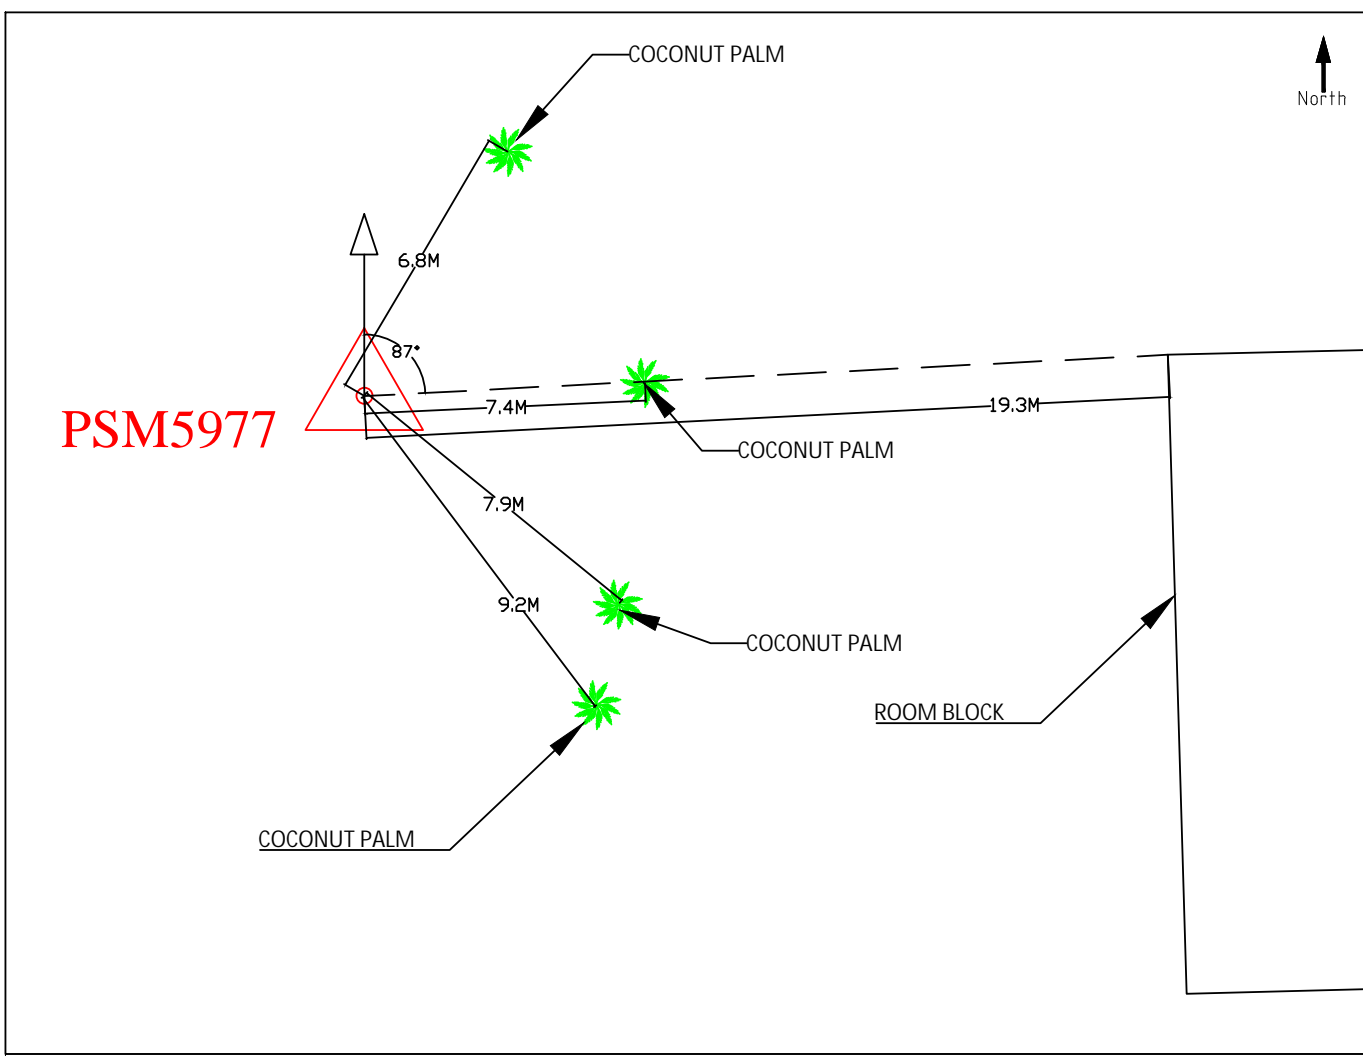 COCONUT PALM
North
6.8M
87°
PSM5977
7.4M
19.3M
COCONUT PALM
7.9M
9.2M
COCONUT PALM
ROOM BLOCK
COCONUT PALM